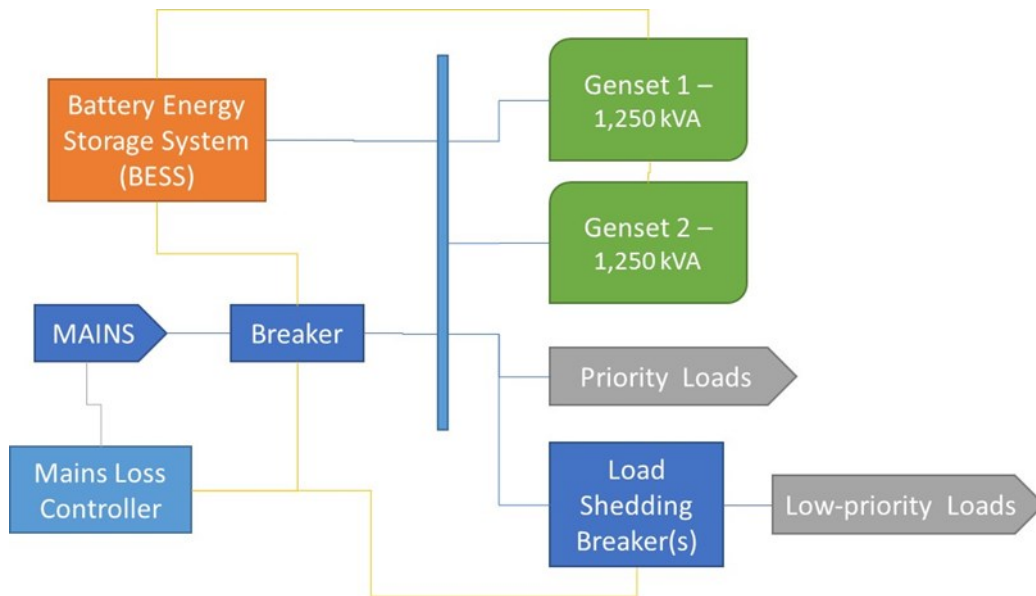 Battery Energy
Storage System
(BESS)
Genset 1 –
1,250 kVA
Genset 2 –
1,250 kVA
MAINS
Breaker
Priority Loads
Mains Loss
Controller
Load
Shedding
Breaker(s)
Low-priority Loads